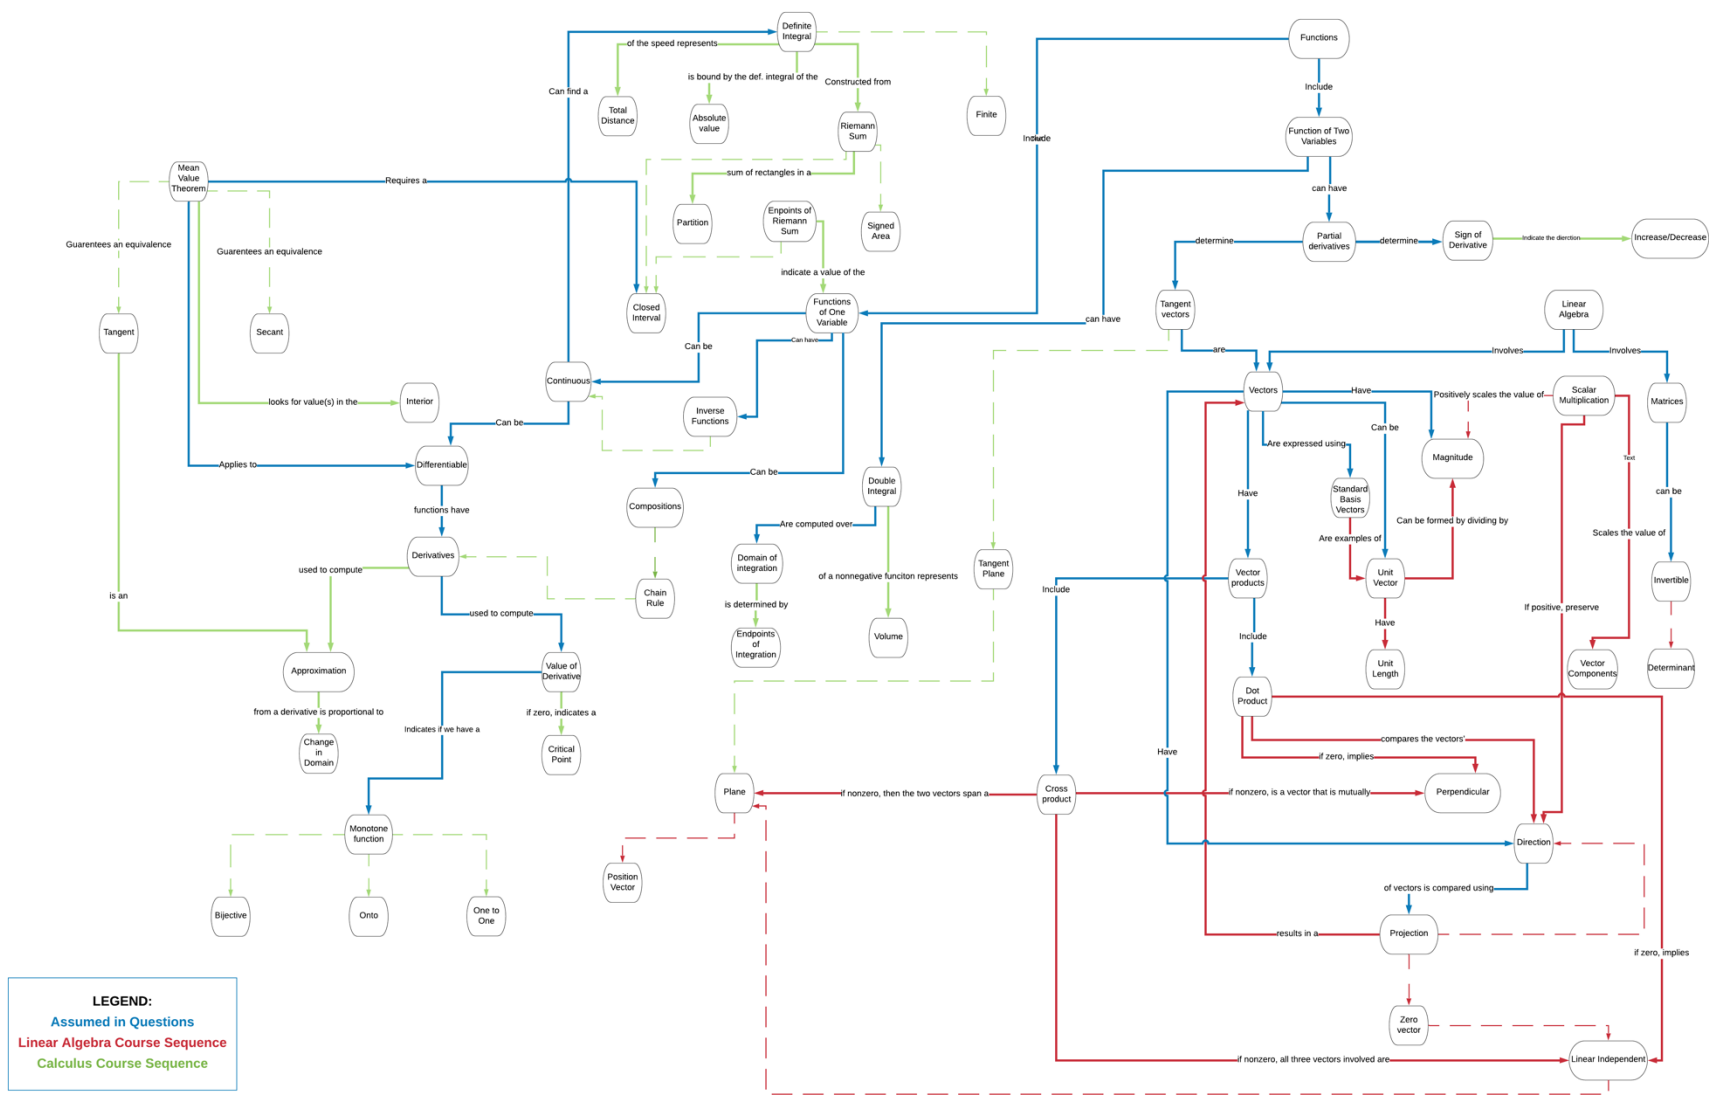 Definite
Integral
Functions
of the speed represents
is bound by the def. integral of the
Constructed from
Can find a
Include
Total
Distance
Absolute
value
Riemann
Sum
Finite
Function of Two
Variables
Include
Mean
Value
Theorem
Requires a
sum of rectangles in a
can have
Partition
Enpoints of
Riemann
Sum
Signed
Area
Partial
derivatives
determine
determine
Sign of
Derivative
Indicate the dierction
Increase/Decrease
Guarentees an equivalence
Guarentees an equivalence
indicate a value of the
Tangent
Secant
Closed
Interval
Functions
of One
Variable
can have
Tangent
vectors
Linear
Algebra
Can be
Can have
are
Involves
Involves
Continuous
Vectors
Have
Positively scales the value of
Scalar
Multiplication
Matrices
looks for value(s) in the
Interior
Inverse
Functions
Can be
Can be
Are expressed using
Applies to
Differentiable
Can be
Magnitude
Text
Double
Integral
Have
Standard
Basis
Vectors
can be
functions have
Compositions
Are computed over
Can be formed by dividing by
Are examples of
Scales the value of
Derivatives
Domain of
integration
Tangent
Plane
Vector
products
Unit
Vector
Invertible
used to compute
of a nonnegative funciton represents
Include
is an
Chain
Rule
is determined by
If positive, preserve
used to compute
Endpoints
of
Integration
Volume
Include
Have
Approximation
Value of
Derivative
Unit
Length
Vector
Components
Determinant
Dot
Product
from a derivative is proportional to
if zero, indicates a
Indicates if we have a
compares the vectors'
Change
in
Domain
Critical
Point
Have
if zero, implies
Plane
if nonzero, then the two vectors span a
Cross
product
if nonzero, is a vector that is mutually
Perpendicular
Monotone
function
Direction
Position
Vector
of vectors is compared using
Bijective
Onto
One to
One
results in a
Projection
if zero, implies
LEGEND:
Assumed in Questions
Linear Algebra Course Sequence
Calculus Course Sequence
Zero
vector
if nonzero, all three vectors involved are
Linear Independent